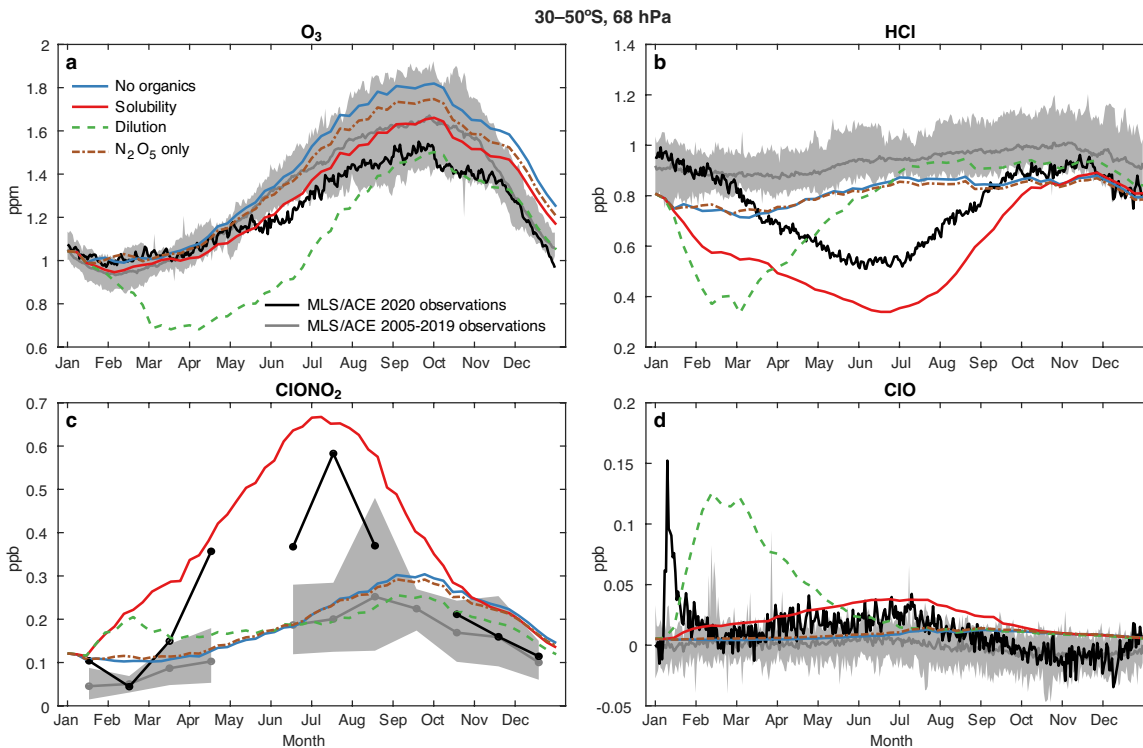 30–50°S, 68 hPa
O3
a
No organics
Solubility
Dilution
N2O5 only
MLS/ACE 2020 observations
MLS/ACE 2005-2019 observations
ppm
2
1.8
1.6
1.4
1.2
1
0.8
0.6
Jan Feb Mar Apr May Jun Jul Aug Sep Oct Nov Dec
HCl
b
ppb
1.4
1.2
1
0.8
0.6
0.4
0.2
Jan Feb Mar Apr May Jun Jul Aug Sep Oct Nov Dec
ClONO2
c
ppb
0.7
0.6
0.5
0.4
0.3
0.2
0.1
0
Jan Feb Mar Apr May Jun Jul Aug Sep Oct Nov Dec
Month
ClO
d
ppb
0.2
0.15
0.1
0.05
0
-0.05
Jan Feb Mar Apr May Jun Jul Aug Sep Oct Nov Dec
Month